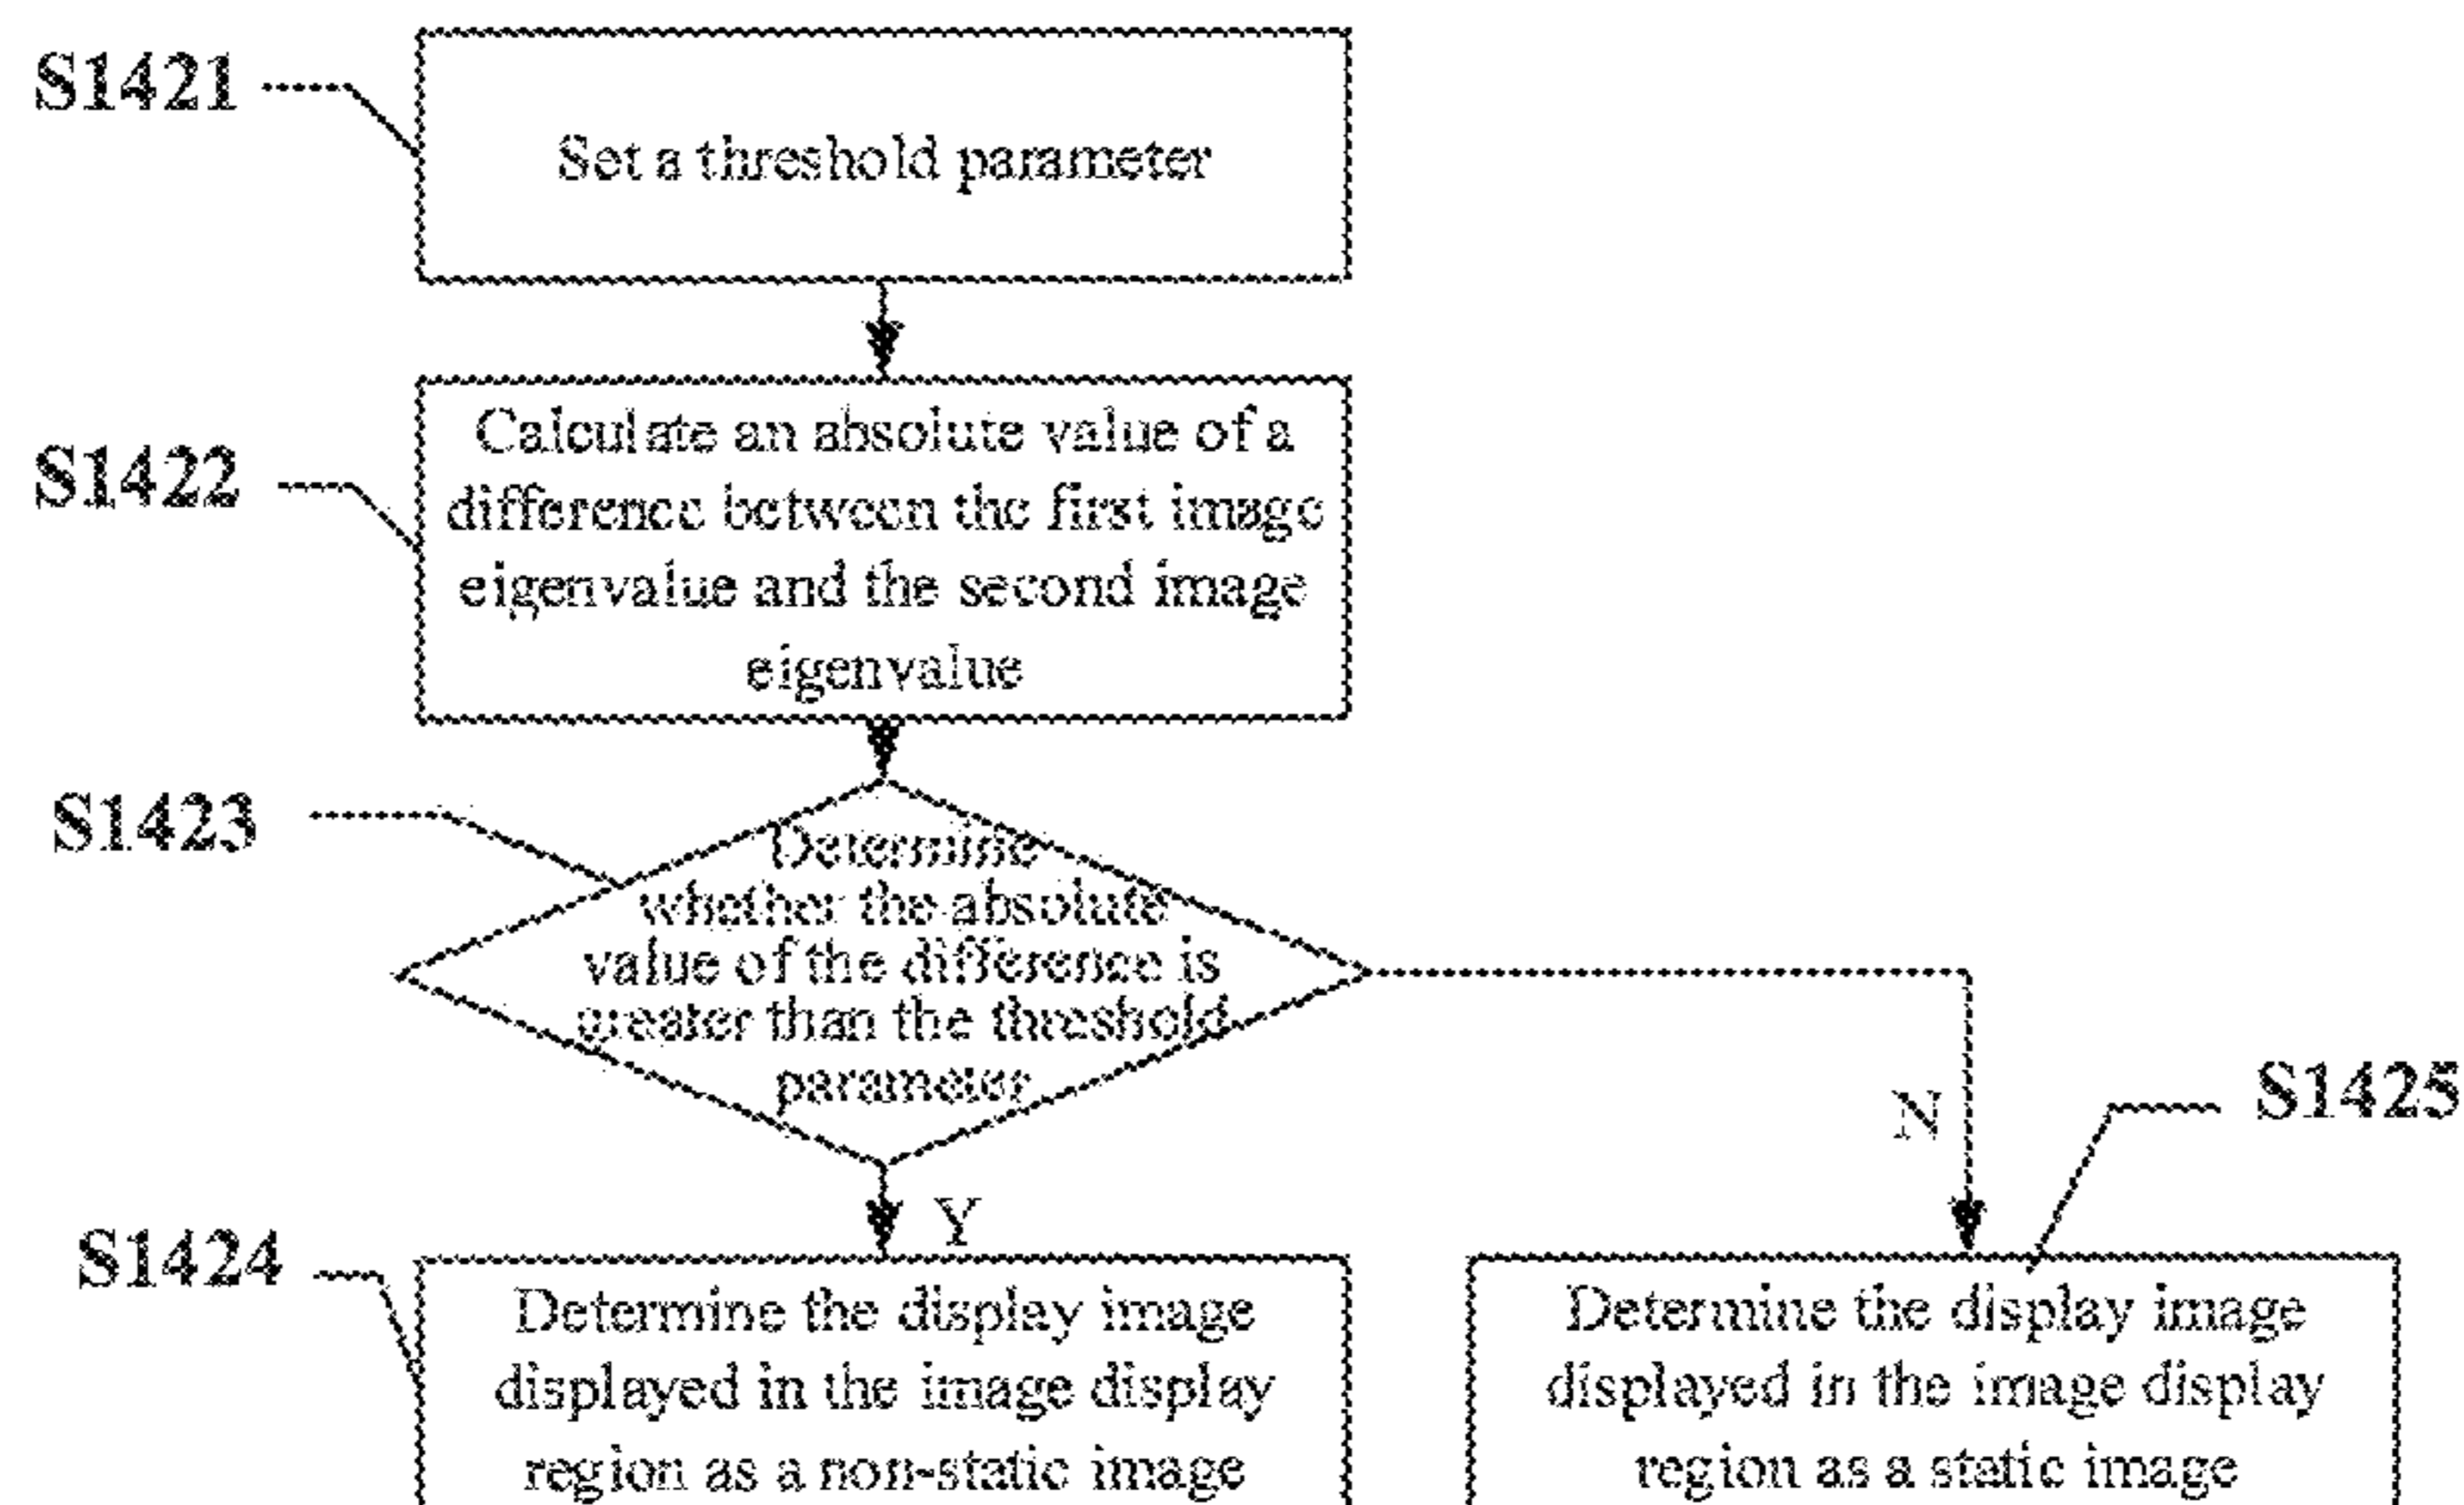 S1421
Set a threshold parameter
S1422
Calculate an absolute value of a
difference between the first image
eigenvalue and the second image
eigenvalue
S1423
Determine
whether the absolute
value of the difference is
greater than the threshold
parameter
N
S1425
Y
S1424
Determine the display image
displayed in the image display
region as a non-static image
Determine the display image
displayed in the image display
region as a static image